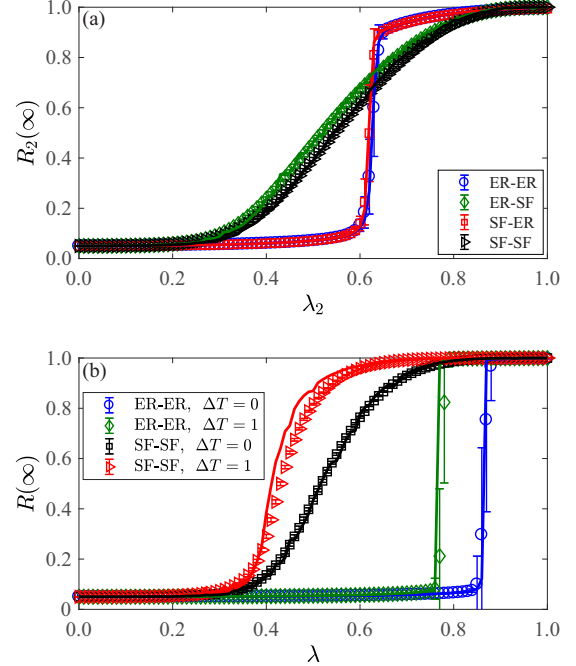 (a)
1.0
0.8
0.6
0.4
0.2
0
R₂(∞)
ER-ER
ER-SF
SF-ER
SF-SF
0.0 0.2 0.4 0.6 0.8 1.0
λ₂
(b)
1.0
0.8
0.6
0.4
0.2
0
R(∞)
ER-ER, ΔT = 0
ER-ER, ΔT = 1
SF-SF, ΔT = 0
SF-SF, ΔT = 1
0.0 0.2 0.4 0.6 0.8 1.0
λ